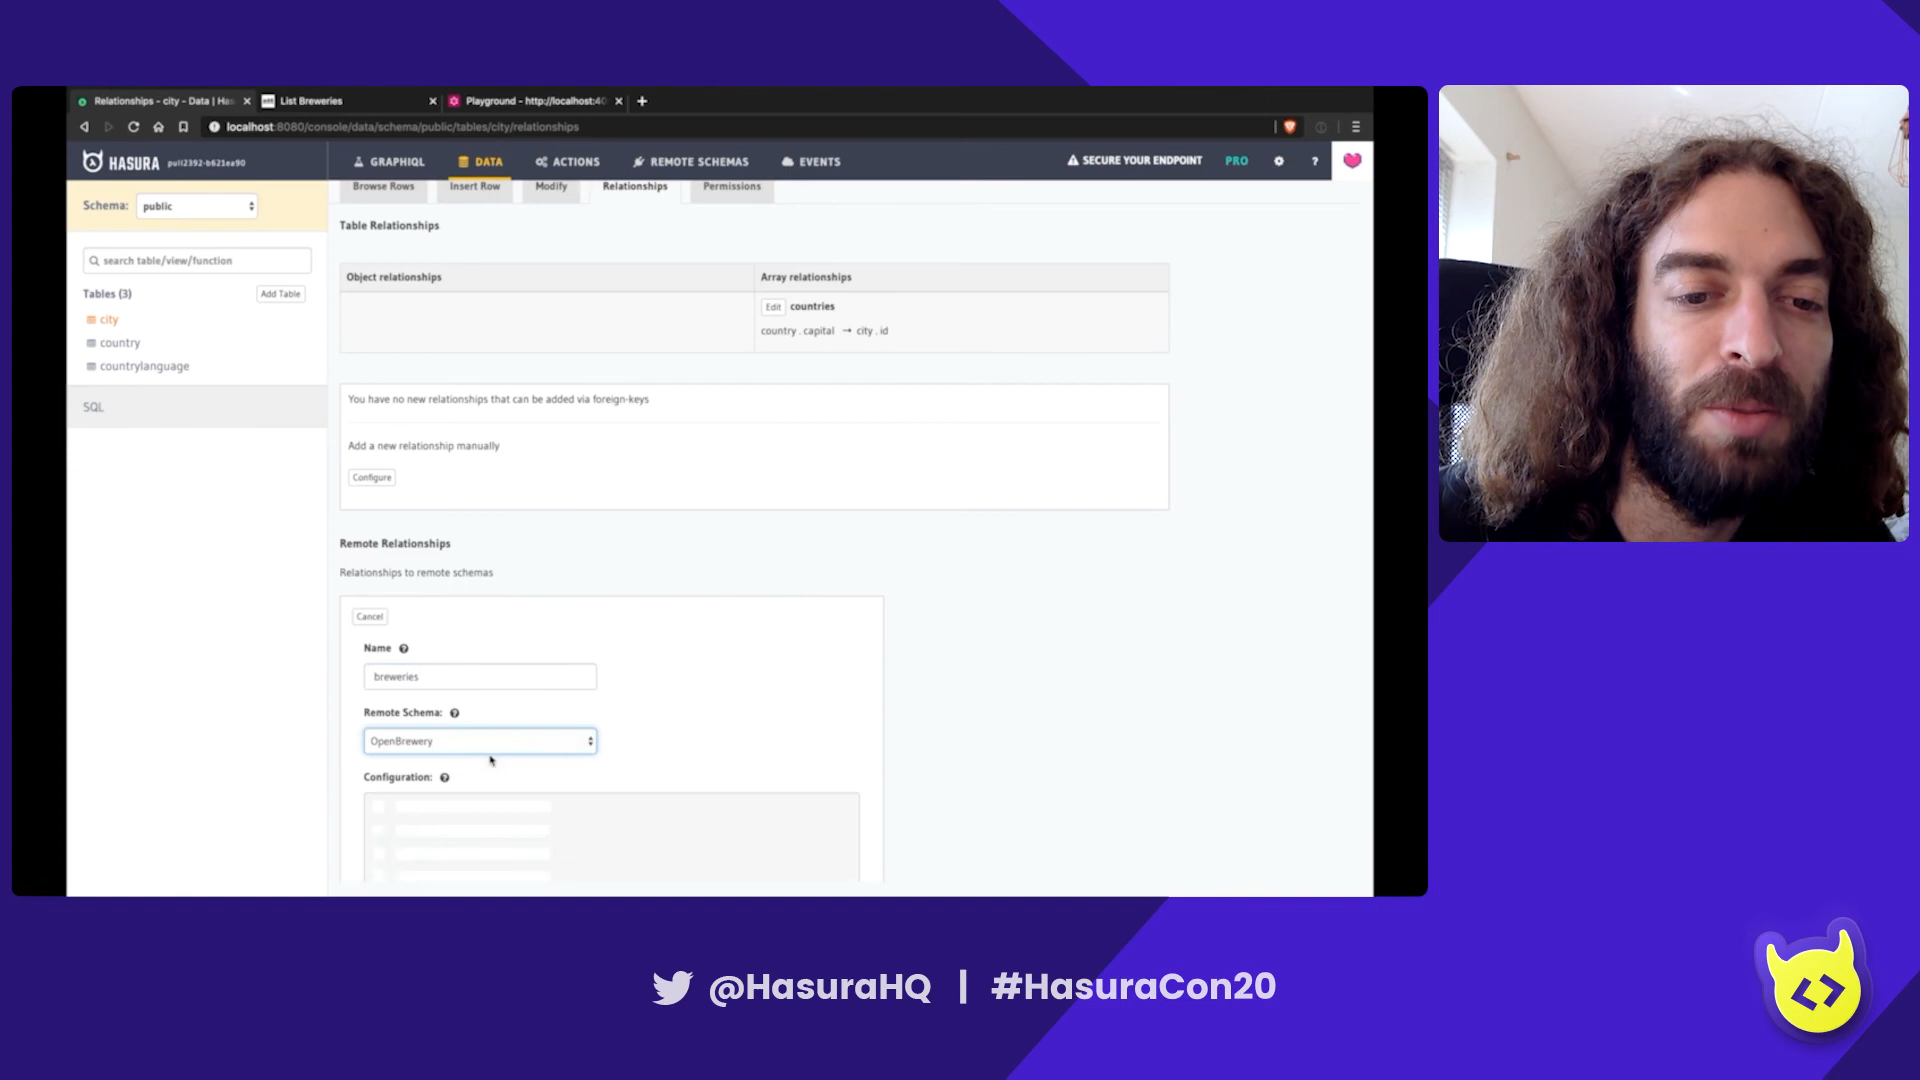 Relationships - city - Data | Has
List Breweries
Playground - http://localhost:40
localhost:8080/console/data/schema/public/tables/city/relationships
HASURA pull2392-b621ea90
GRAPHIQL
DATA
ACTIONS
REMOTE SCHEMAS
EVENTS
SECURE YOUR ENDPOINT
PRO
?
Schema: public
search table/view/function
Tables (3)
Add Table
city
country
countrylanguage
SQL
Browse Rows
Insert Row
Modify
Relationships
Permissions
Table Relationships
Object relationships
Array relationships
Edit countries
country . capital → city . id
You have no new relationships that can be added via foreign-keys
Add a new relationship manually
Configure
Remote Relationships
Relationships to remote schemas
Cancel
Name
breweries
Remote Schema:
OpenBrewery
Configuration:
@HasuraHQ | #HasuraCon20